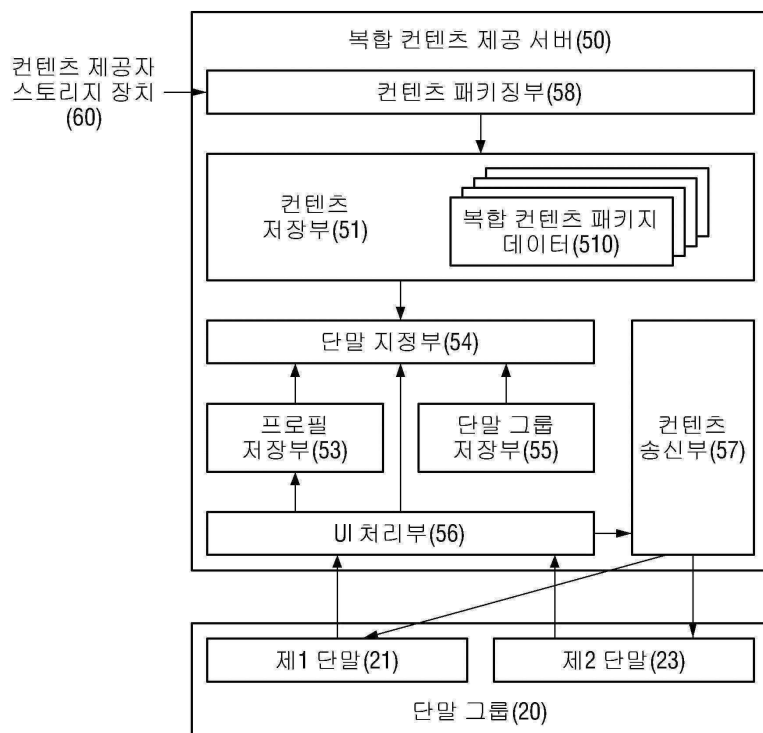 복합 컨텐츠 제공 서버(50)
컨텐츠 제공자
스토리지 장치
(60)
컨텐츠 패키징부(58)
컨텐츠
저장부(51)
복합 컨텐츠 패키지
데이터(510)
단말 지정부(54)
프로필
저장부(53)
단말 그룹
저장부(55)
컨텐츠
송신부(57)
UI 처리부(56)
제1 단말(21)
제2 단말(23)
단말 그룹(20)